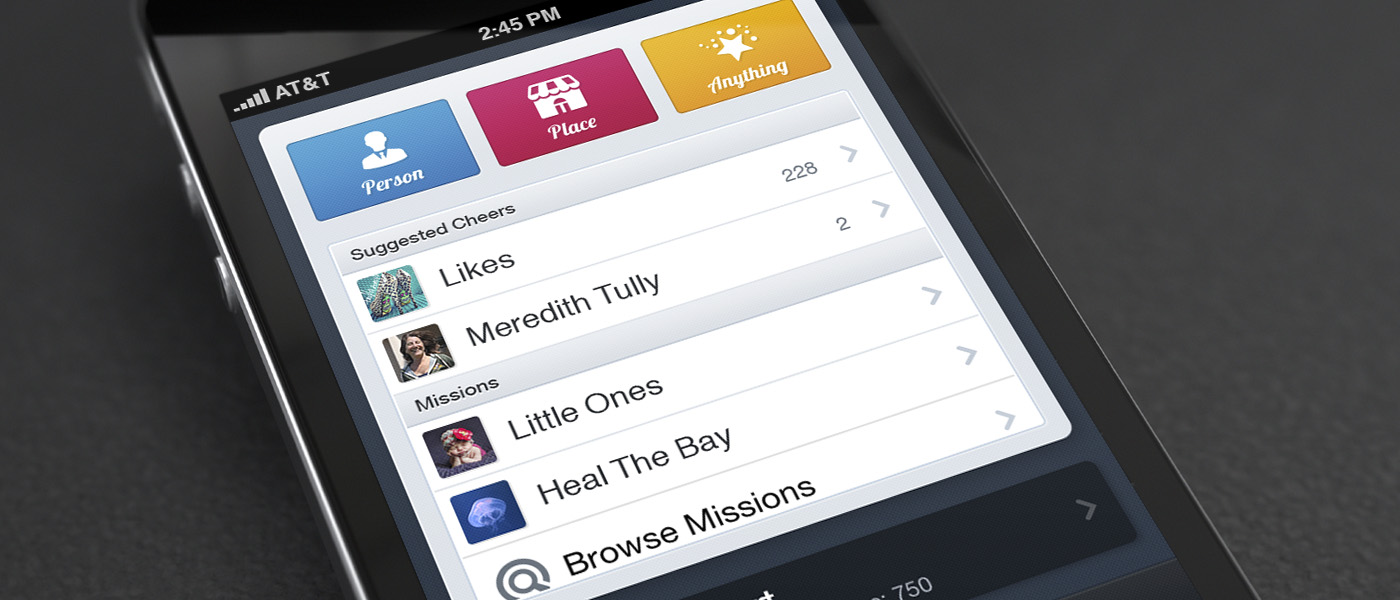 AT&T
2:45 PM
Person
Place
Anything
Suggested Cheers
Likes
228
Meredith Tully
2
Missions
Little Ones
Heal The Bay
Browse Missions
750